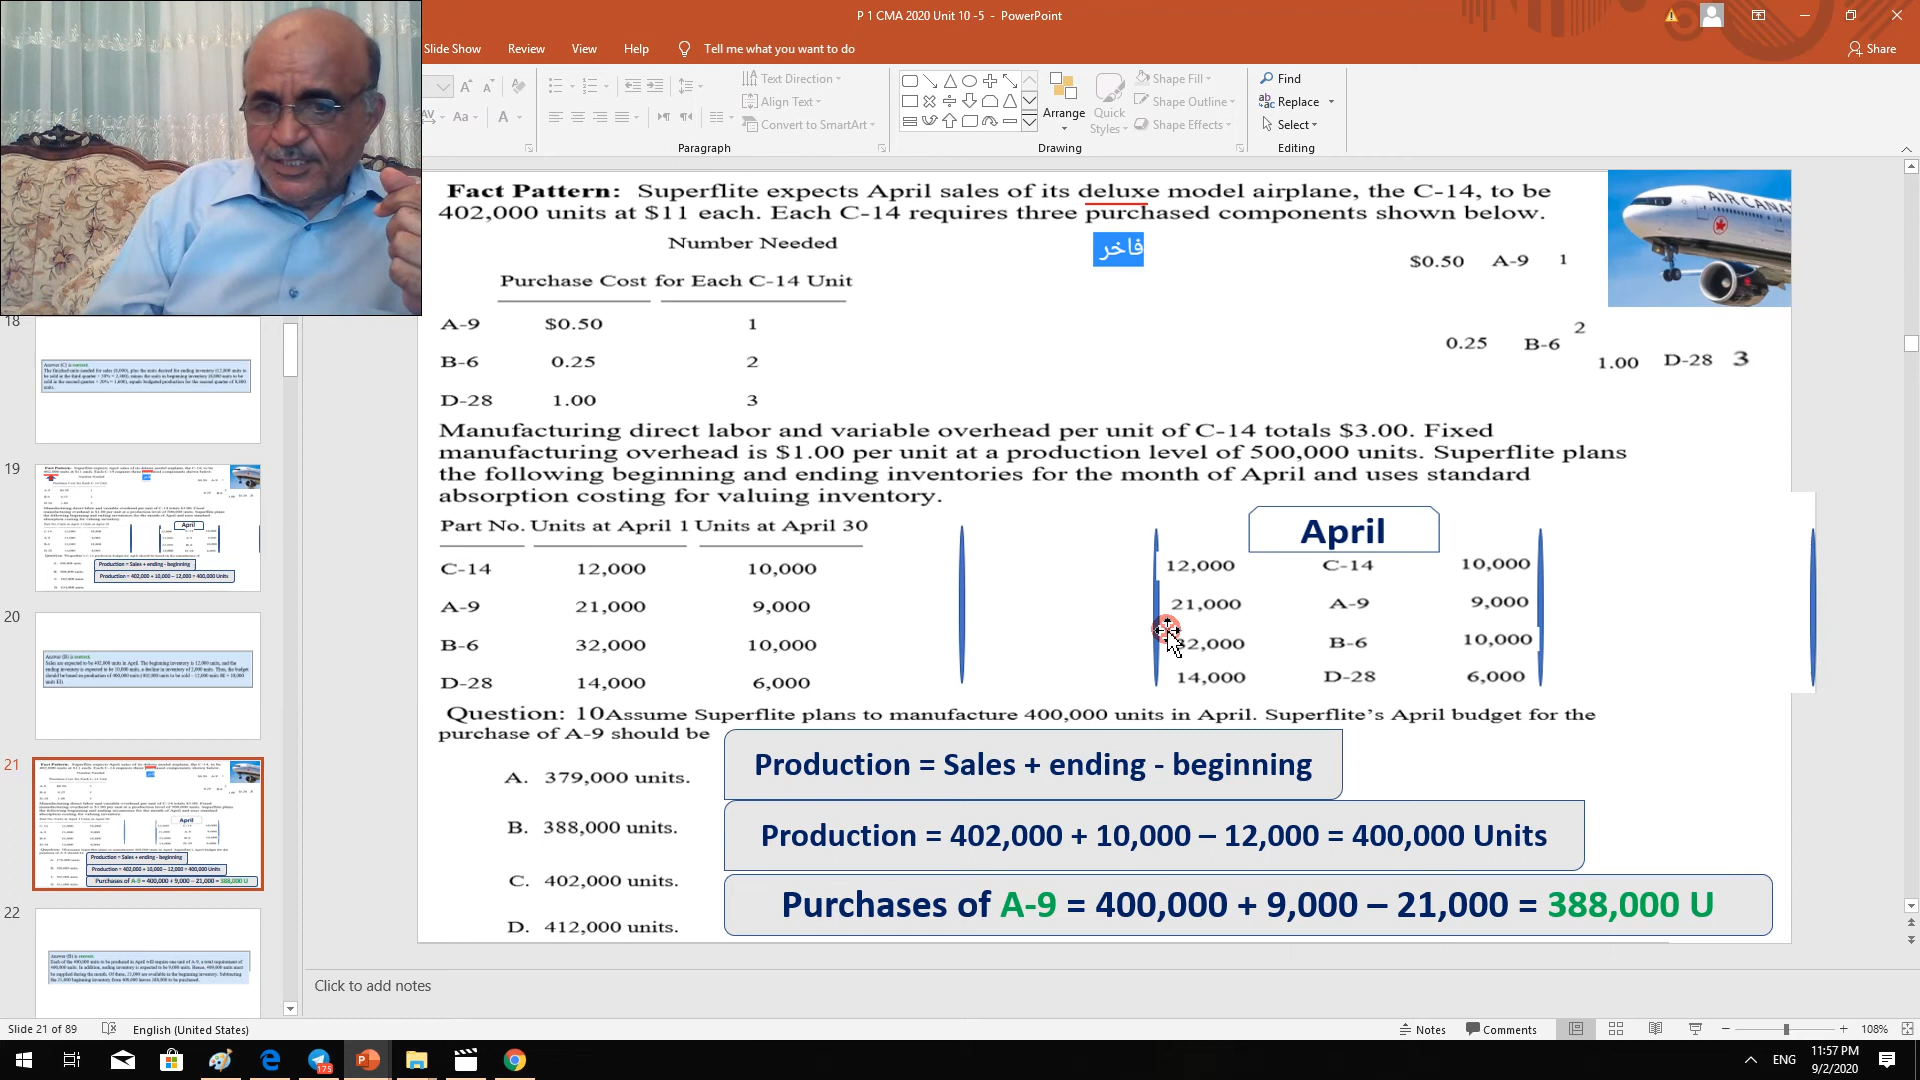 P 1 CMA 2020 Unit 10 -5 - PowerPoint
Slide Show Review View Help Tell me what you want to do Share
Text Direction
Align Text
Convert to SmartArt
Paragraph
Arrange
Quick Styles
Shape Fill
Shape Outline
Shape Effects
Drawing
Find
Replace
Select
Editing
Fact Pattern: Superflite expects April sales of its deluxe model airplane, the C-14, to be
402,000 units at $11 each. Each C-14 requires three purchased components shown below.
فاخر
Number Needed
Purchase Cost for Each C-14 Unit
A-9 $0.50 1
B-6 0.25 2
D-28 1.00 3
$0.50 A-9 1
0.25 B-6 2
1.00 D-28 3
AIR CANA
Manufacturing direct labor and variable overhead per unit of C-14 totals $3.00. Fixed
manufacturing overhead is $1.00 per unit at a production level of 500,000 units. Superflite plans
the following beginning and ending inventories for the month of April and uses standard
absorption costing for valuing inventory.
Part No. Units at April 1 Units at April 30
C-14 12,000 10,000
A-9 21,000 9,000
B-6 32,000 10,000
D-28 14,000 6,000
April
12,000 C-14 10,000
21,000 A-9 9,000
32,000 B-6 10,000
14,000 D-28 6,000
Question: 10Assume Superflite plans to manufacture 400,000 units in April. Superflite's April budget for the
purchase of A-9 should be
A. 379,000 units.
B. 388,000 units.
C. 402,000 units.
D. 412,000 units.
Production = Sales + ending - beginning
Production = 402,000 + 10,000 – 12,000 = 400,000 Units
Purchases of A-9 = 400,000 + 9,000 – 21,000 = 388,000 U
18
19
20
21
22
Click to add notes
Slide 21 of 89 English (United States) Notes Comments 108%
175
ENG
11:57 PM
9/2/2020